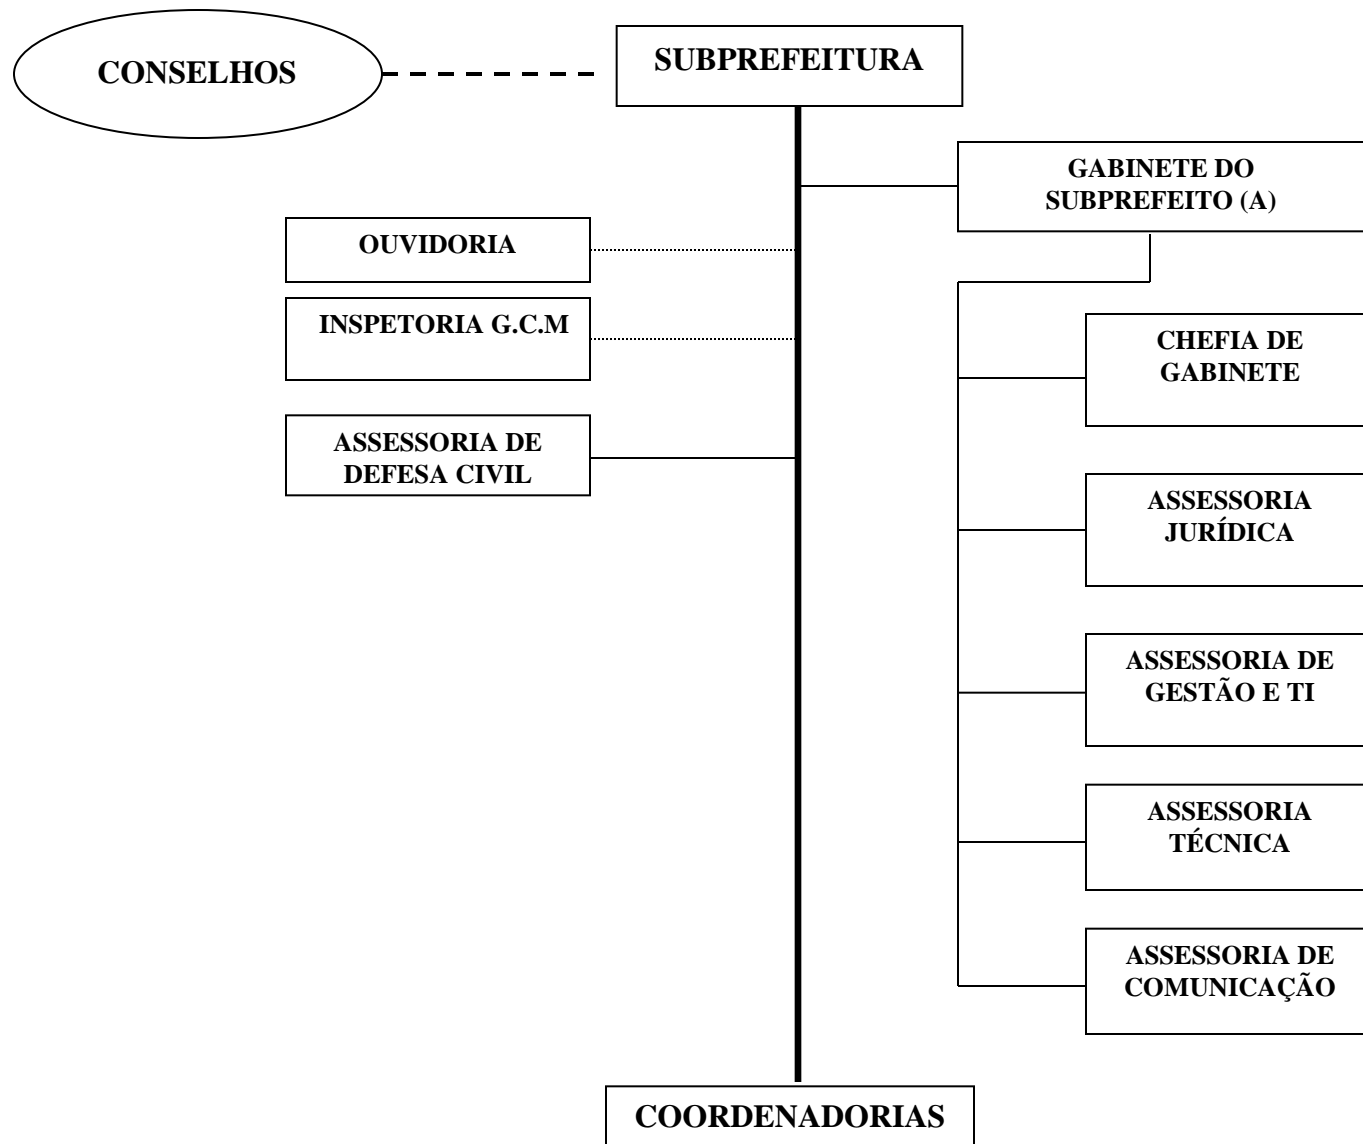 CONSELHOS
SUBPREFEITURA
GABINETE DO
SUBPREFEITO (A)
OUVIDORIA
INSPETORIA G.C.M
CHEFIA DE
GABINETE
ASSESSORIA DE
DEFESA CIVIL
ASSESSORIA
JURÍDICA
ASSESSORIA DE
GESTÃO E TI
ASSESSORIA
TÉCNICA
ASSESSORIA DE
COMUNICAÇÃO
COORDENADORIAS